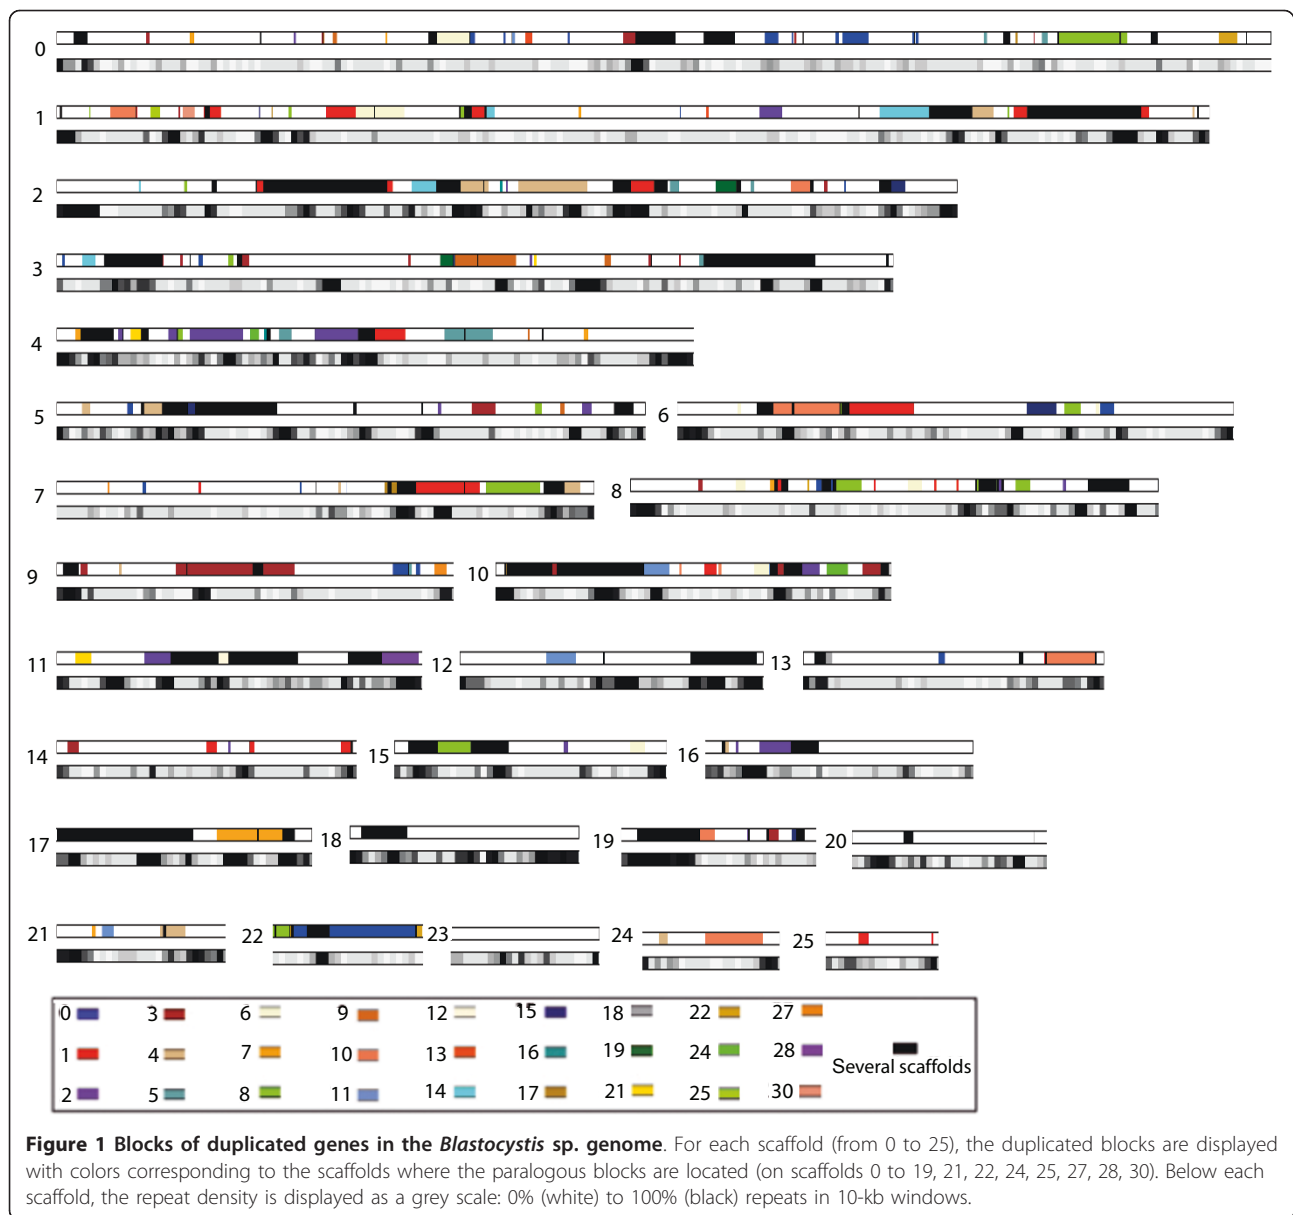 0
1
2
3
4
5 6
7 8
9 10
11 12 13
14 15 16
17 18 19 20
21 22 23 24 25
0 3 6 9 12 15 18 22 27
1 4 7 10 13 16 19 24 28 Several scaffolds
2 5 8 11 14 17 21 25 30
Figure 1 Blocks of duplicated genes in the Blastocystis sp. genome. For each scaffold (from 0 to 25), the duplicated blocks are displayed
with colors corresponding to the scaffolds where the paralogous blocks are located (on scaffolds 0 to 19, 21, 22, 24, 25, 27, 28, 30). Below each
scaffold, the repeat density is displayed as a grey scale: 0% (white) to 100% (black) repeats in 10-kb windows.